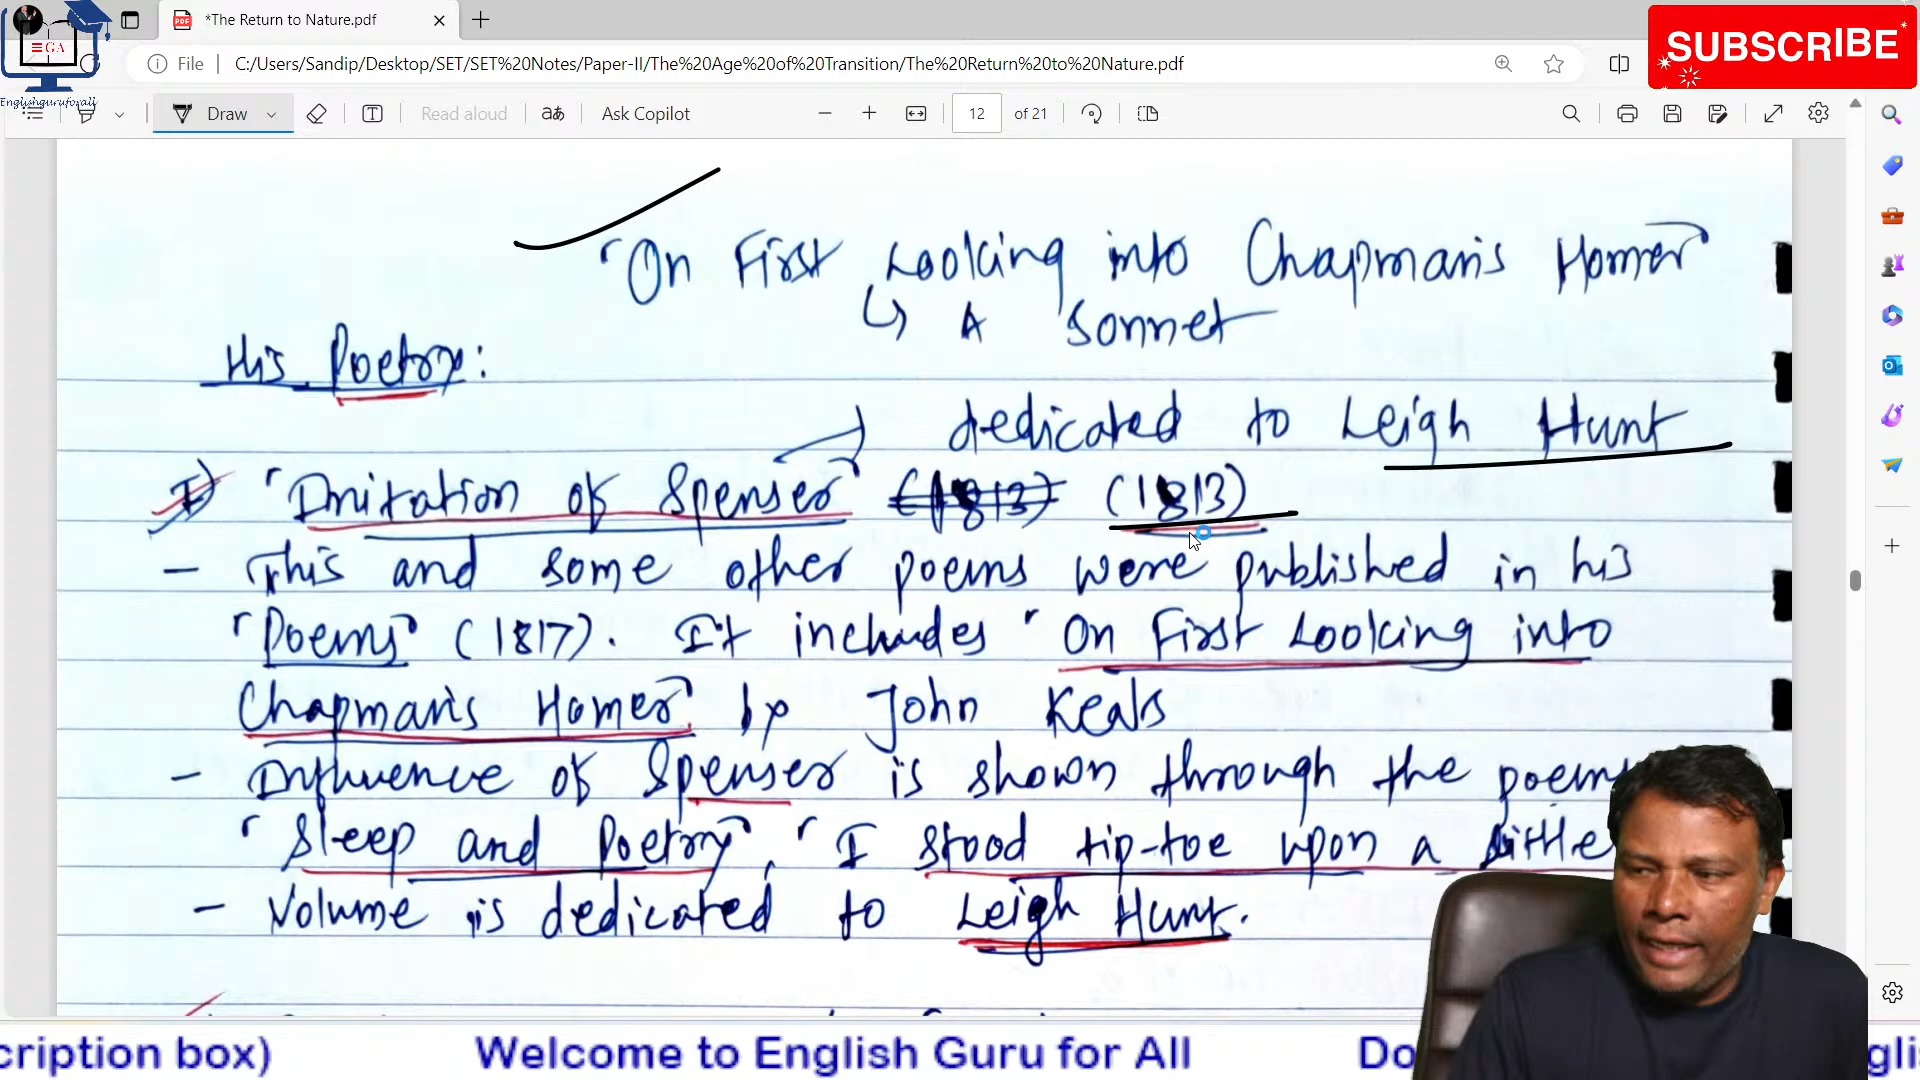 *The Return to Nature.pdf
SUBSCRIBE
GA
Englishguruforall
File C:/Users/Sandip/Desktop/SET/SET%20Notes/Paper-II/The%20Age%20of%20Transition/The%20Return%20to%20Nature.pdf
Draw Read aloud aあ Ask Copilot 12 of 21
"On First Looking into Chapman's Homer"
↳ A Sonnet
His Poetry:
dedicated to Leigh Hunt
I) "Imitation of Spenser" (1813) (1813)
- This and some other poems were published in his
"Poems" (1817). It includes "On First Looking into
Chapman's Homer" by John Keats
- Influence of Spenser is shown through the poems
"Sleep and Poetry", "I stood tip-toe upon a little
- Volume is dedicated to Leigh Hunt.
cription box) Welcome to English Guru for All Do